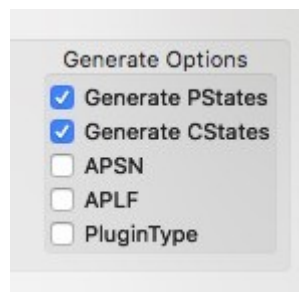 Generate Options
Generate PStates
Generate CStates
APSN
APLF
PluginType